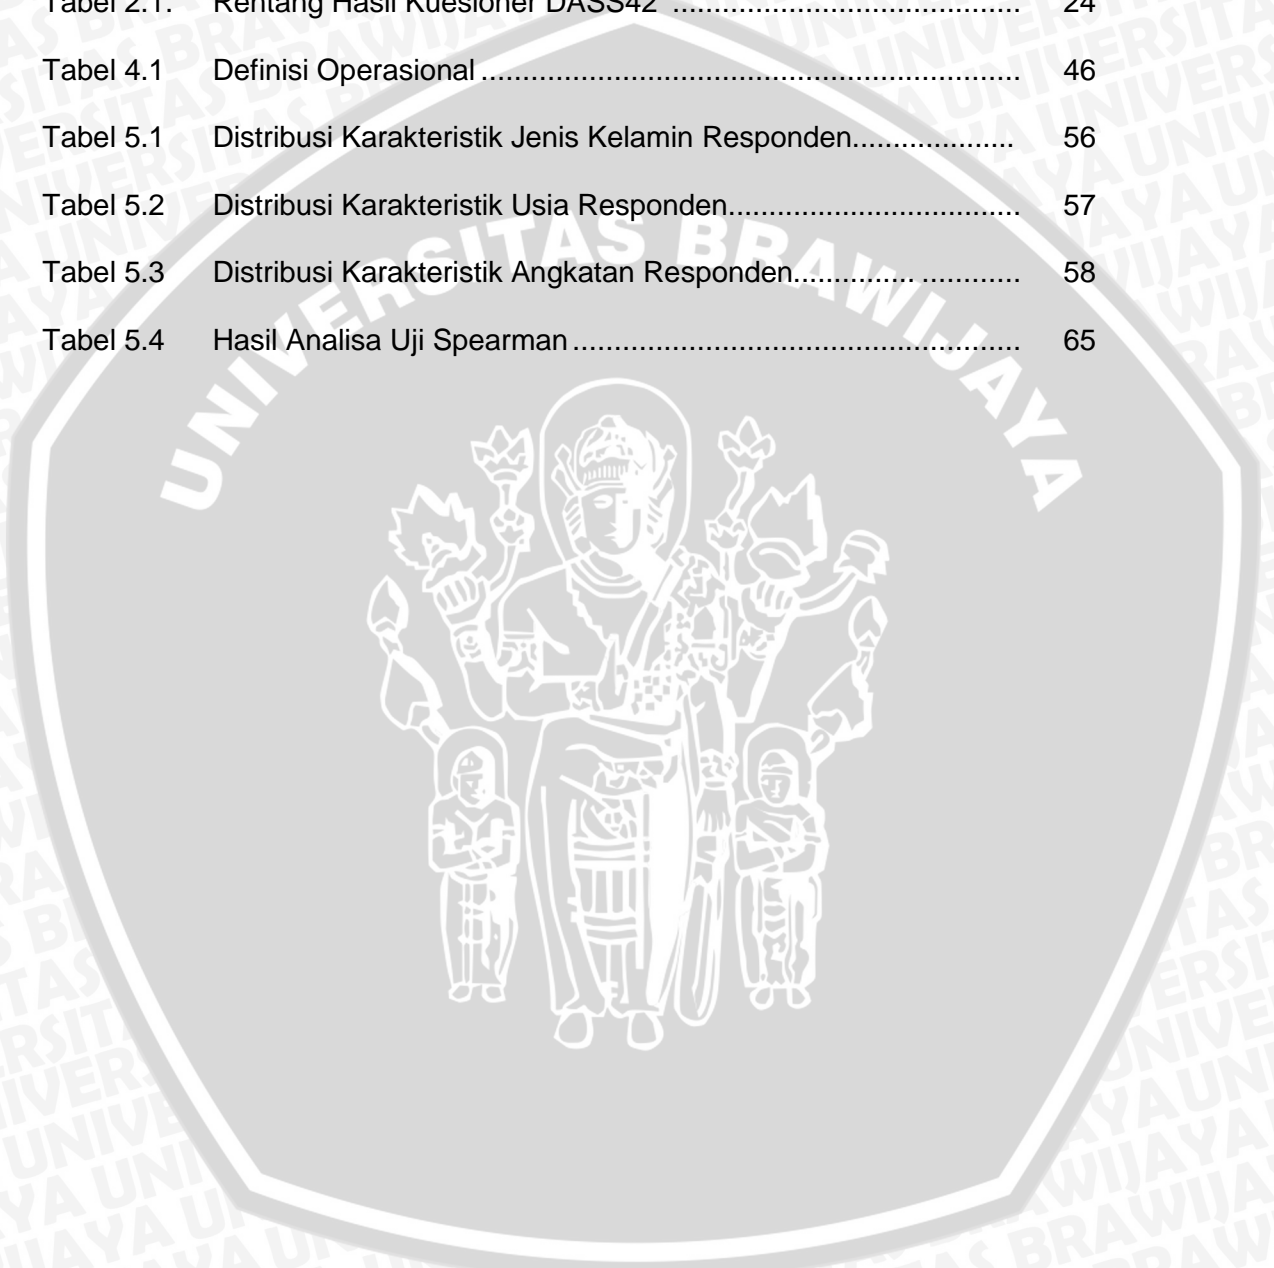 Tabel 2.1. Rentang Hasil Kuesioner DASS42 .......................................... 24
Tabel 4.1 Definisi Operasional ................................................................. 46
Tabel 5.1 Distribusi Karakteristik Jenis Kelamin Responden.................... 56
Tabel 5.2 Distribusi Karakteristik Usia Responden................................... 57
Tabel 5.3 Distribusi Karakteristik Angkatan Responden............... ............ 58
Tabel 5.4 Hasil Analisa Uji Spearman ...................................................... 65
UNIVERSITAS BRAWIJAYA